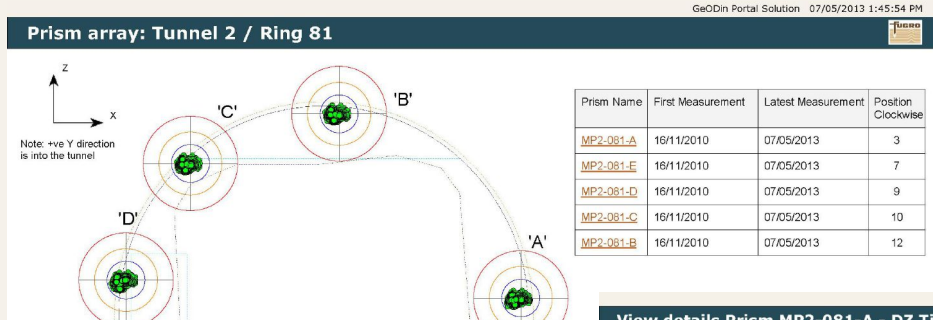 GeODin Portal Solution 07/05/2013 1:45:54 PM
Prism array: Tunnel 2 / Ring 81
FUGRO
Z
X
Note: +ve Y direction
is into the tunnel
'C'
'B'
'D'
'A'
Prism Name First Measurement Latest Measurement Position Clockwise
MP2-081-A 16/11/2010 07/05/2013 3
MP2-081-E 16/11/2010 07/05/2013 7
MP2-081-D 16/11/2010 07/05/2013 9
MP2-081-C 16/11/2010 07/05/2013 10
MP2-081-B 16/11/2010 07/05/2013 12
View details Prism MP2-081-A - DZ Ti